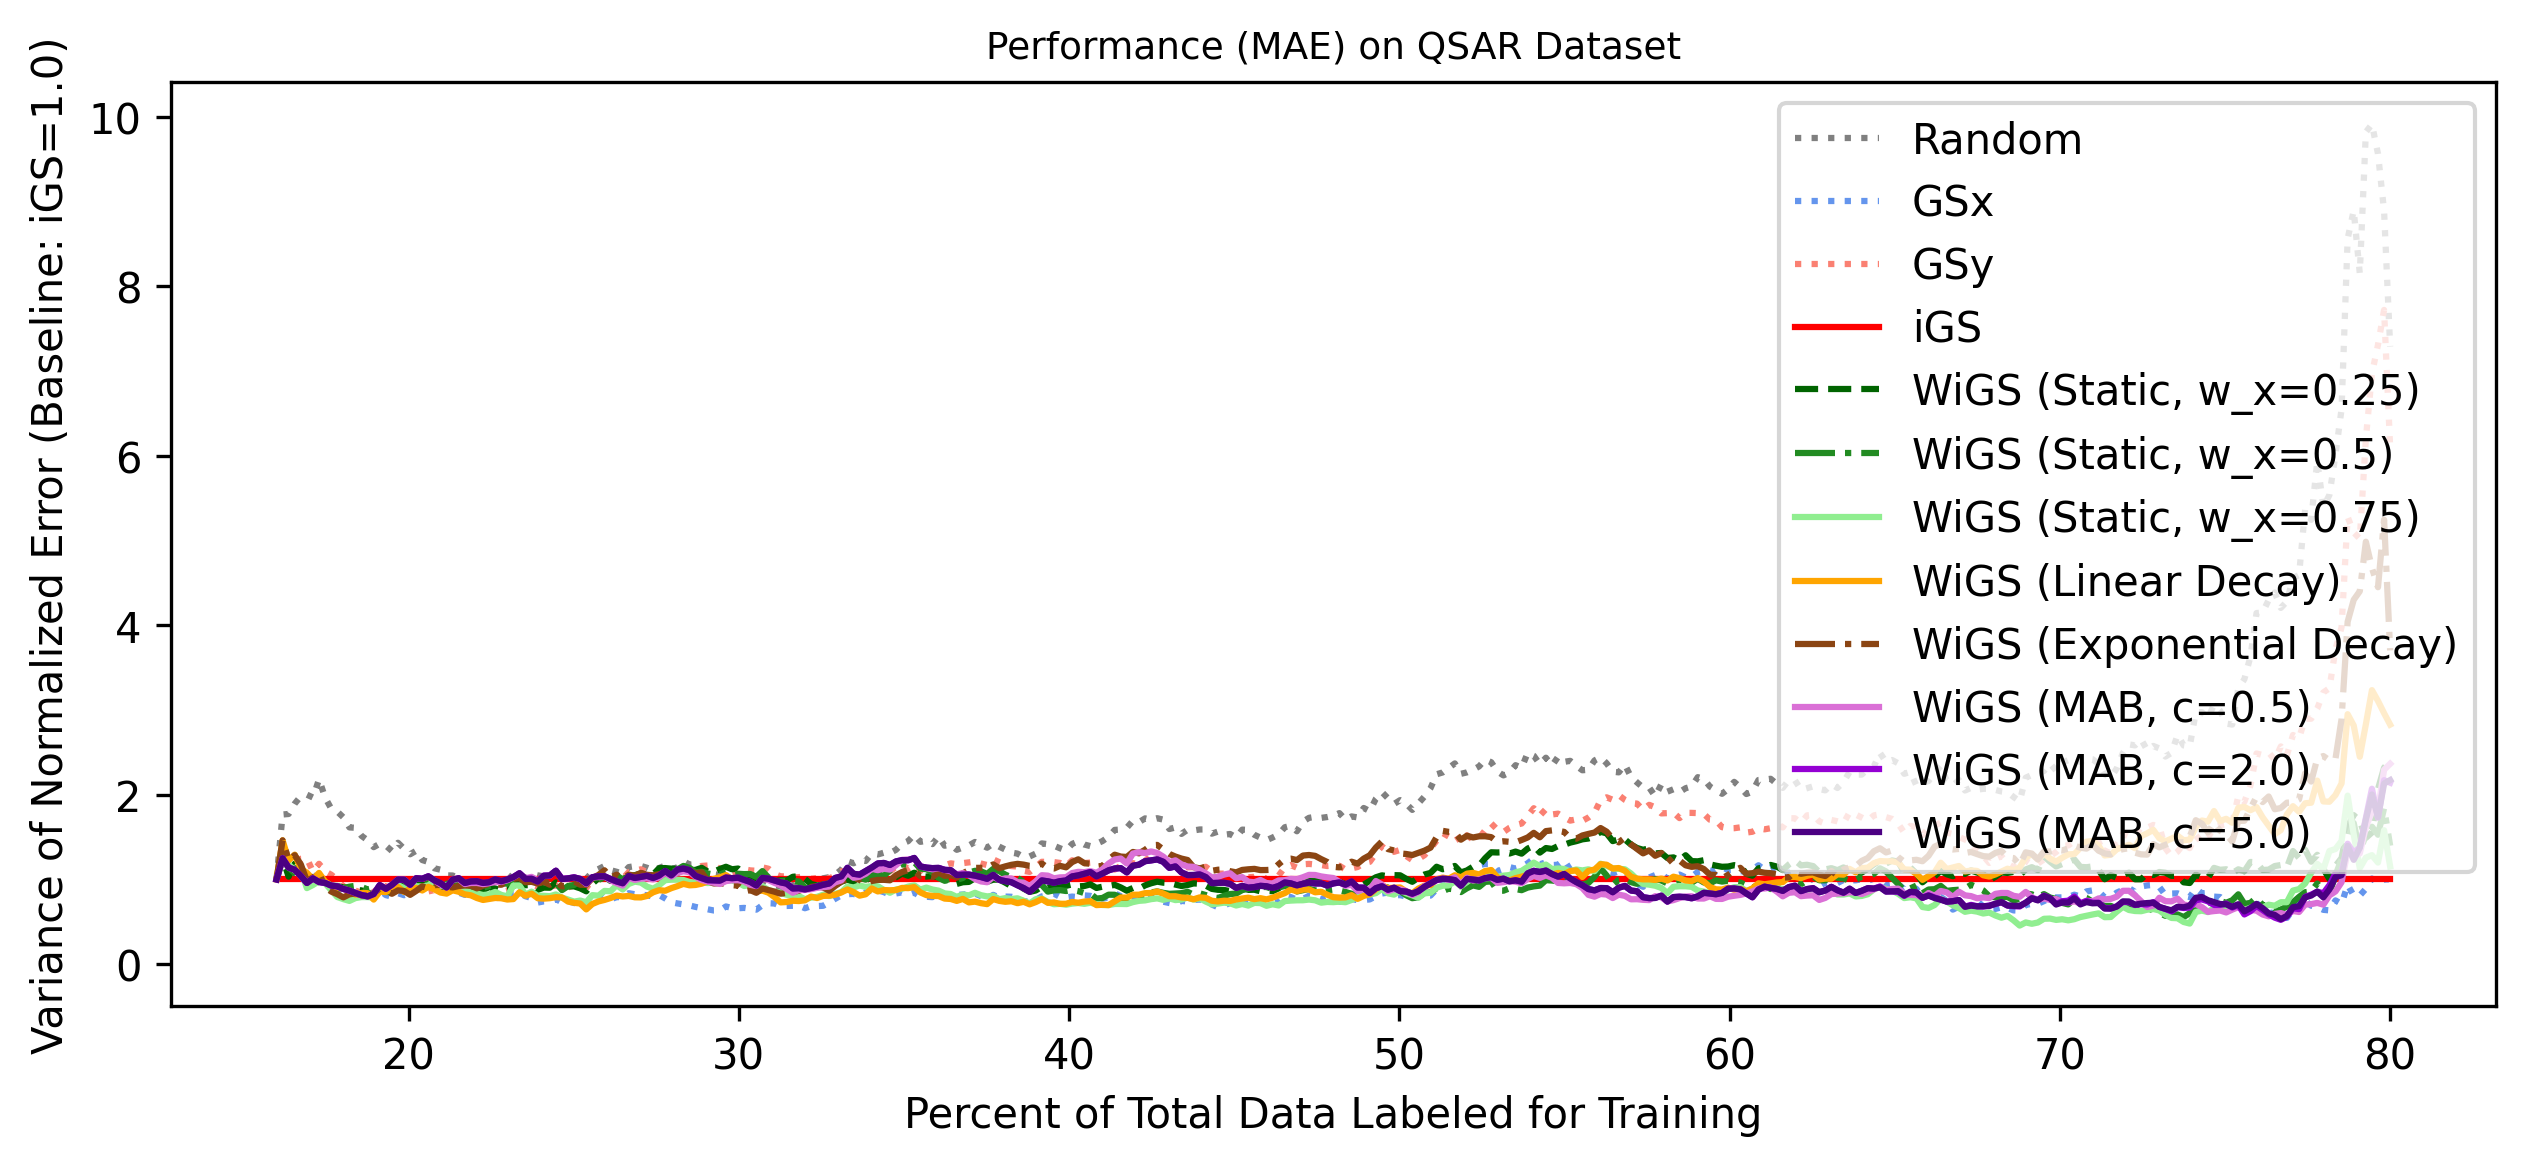 Performance (MAE) on QSAR Dataset
Variance of Normalized Error (Baseline: iGS=1.0)
10
8
6
4
2
0
Random
GSx
GSy
iGS
WiGS (Static, w_x=0.25)
WiGS (Static, w_x=0.5)
WiGS (Static, w_x=0.75)
WiGS (Linear Decay)
WiGS (Exponential Decay)
WiGS (MAB, c=0.5)
WiGS (MAB, c=2.0)
WiGS (MAB, c=5.0)
20 30 40 50 60 70 80
Percent of Total Data Labeled for Training